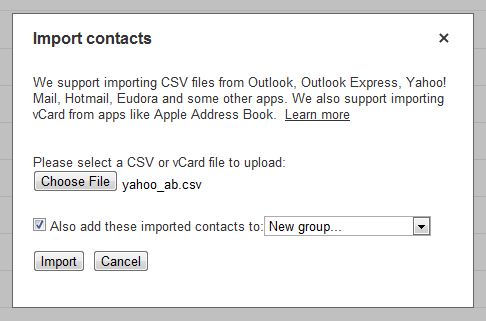 Import contacts
We support importing CSV files from Outlook, Outlook Express, Yahoo!
Mail, Hotmail, Eudora and some other apps. We also support importing
vCard from apps like Apple Address Book. Learn more
Please select a CSV or vCard file to upload:
Choose File yahoo_ab.csv
Also add these imported contacts to: New group...
Import Cancel